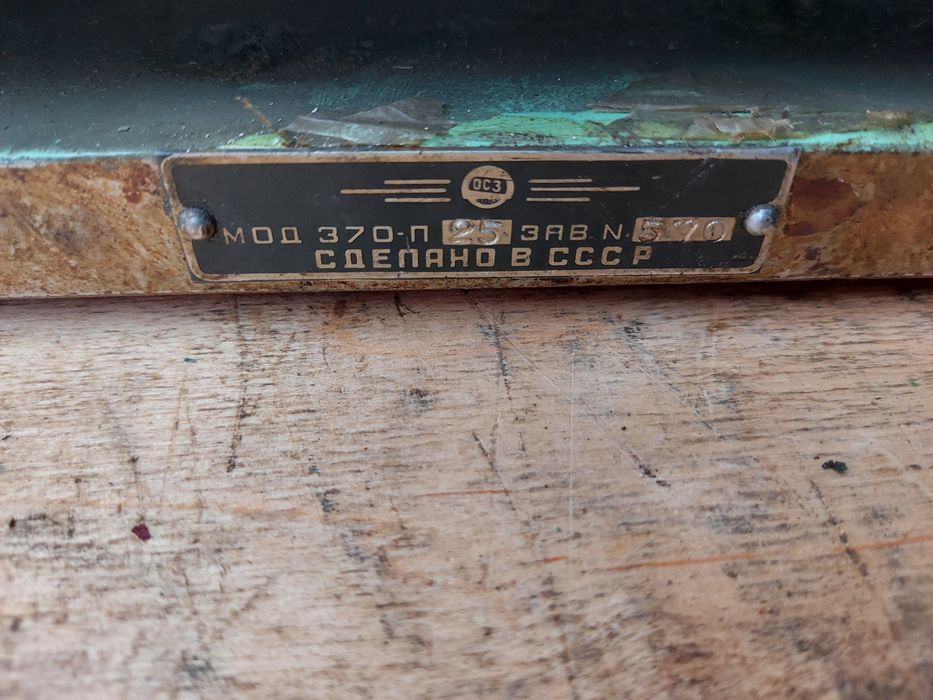 ОСЗ
МОД 370-П 25 ЗАВ. N. 570
СДЕЛАНО В СССР